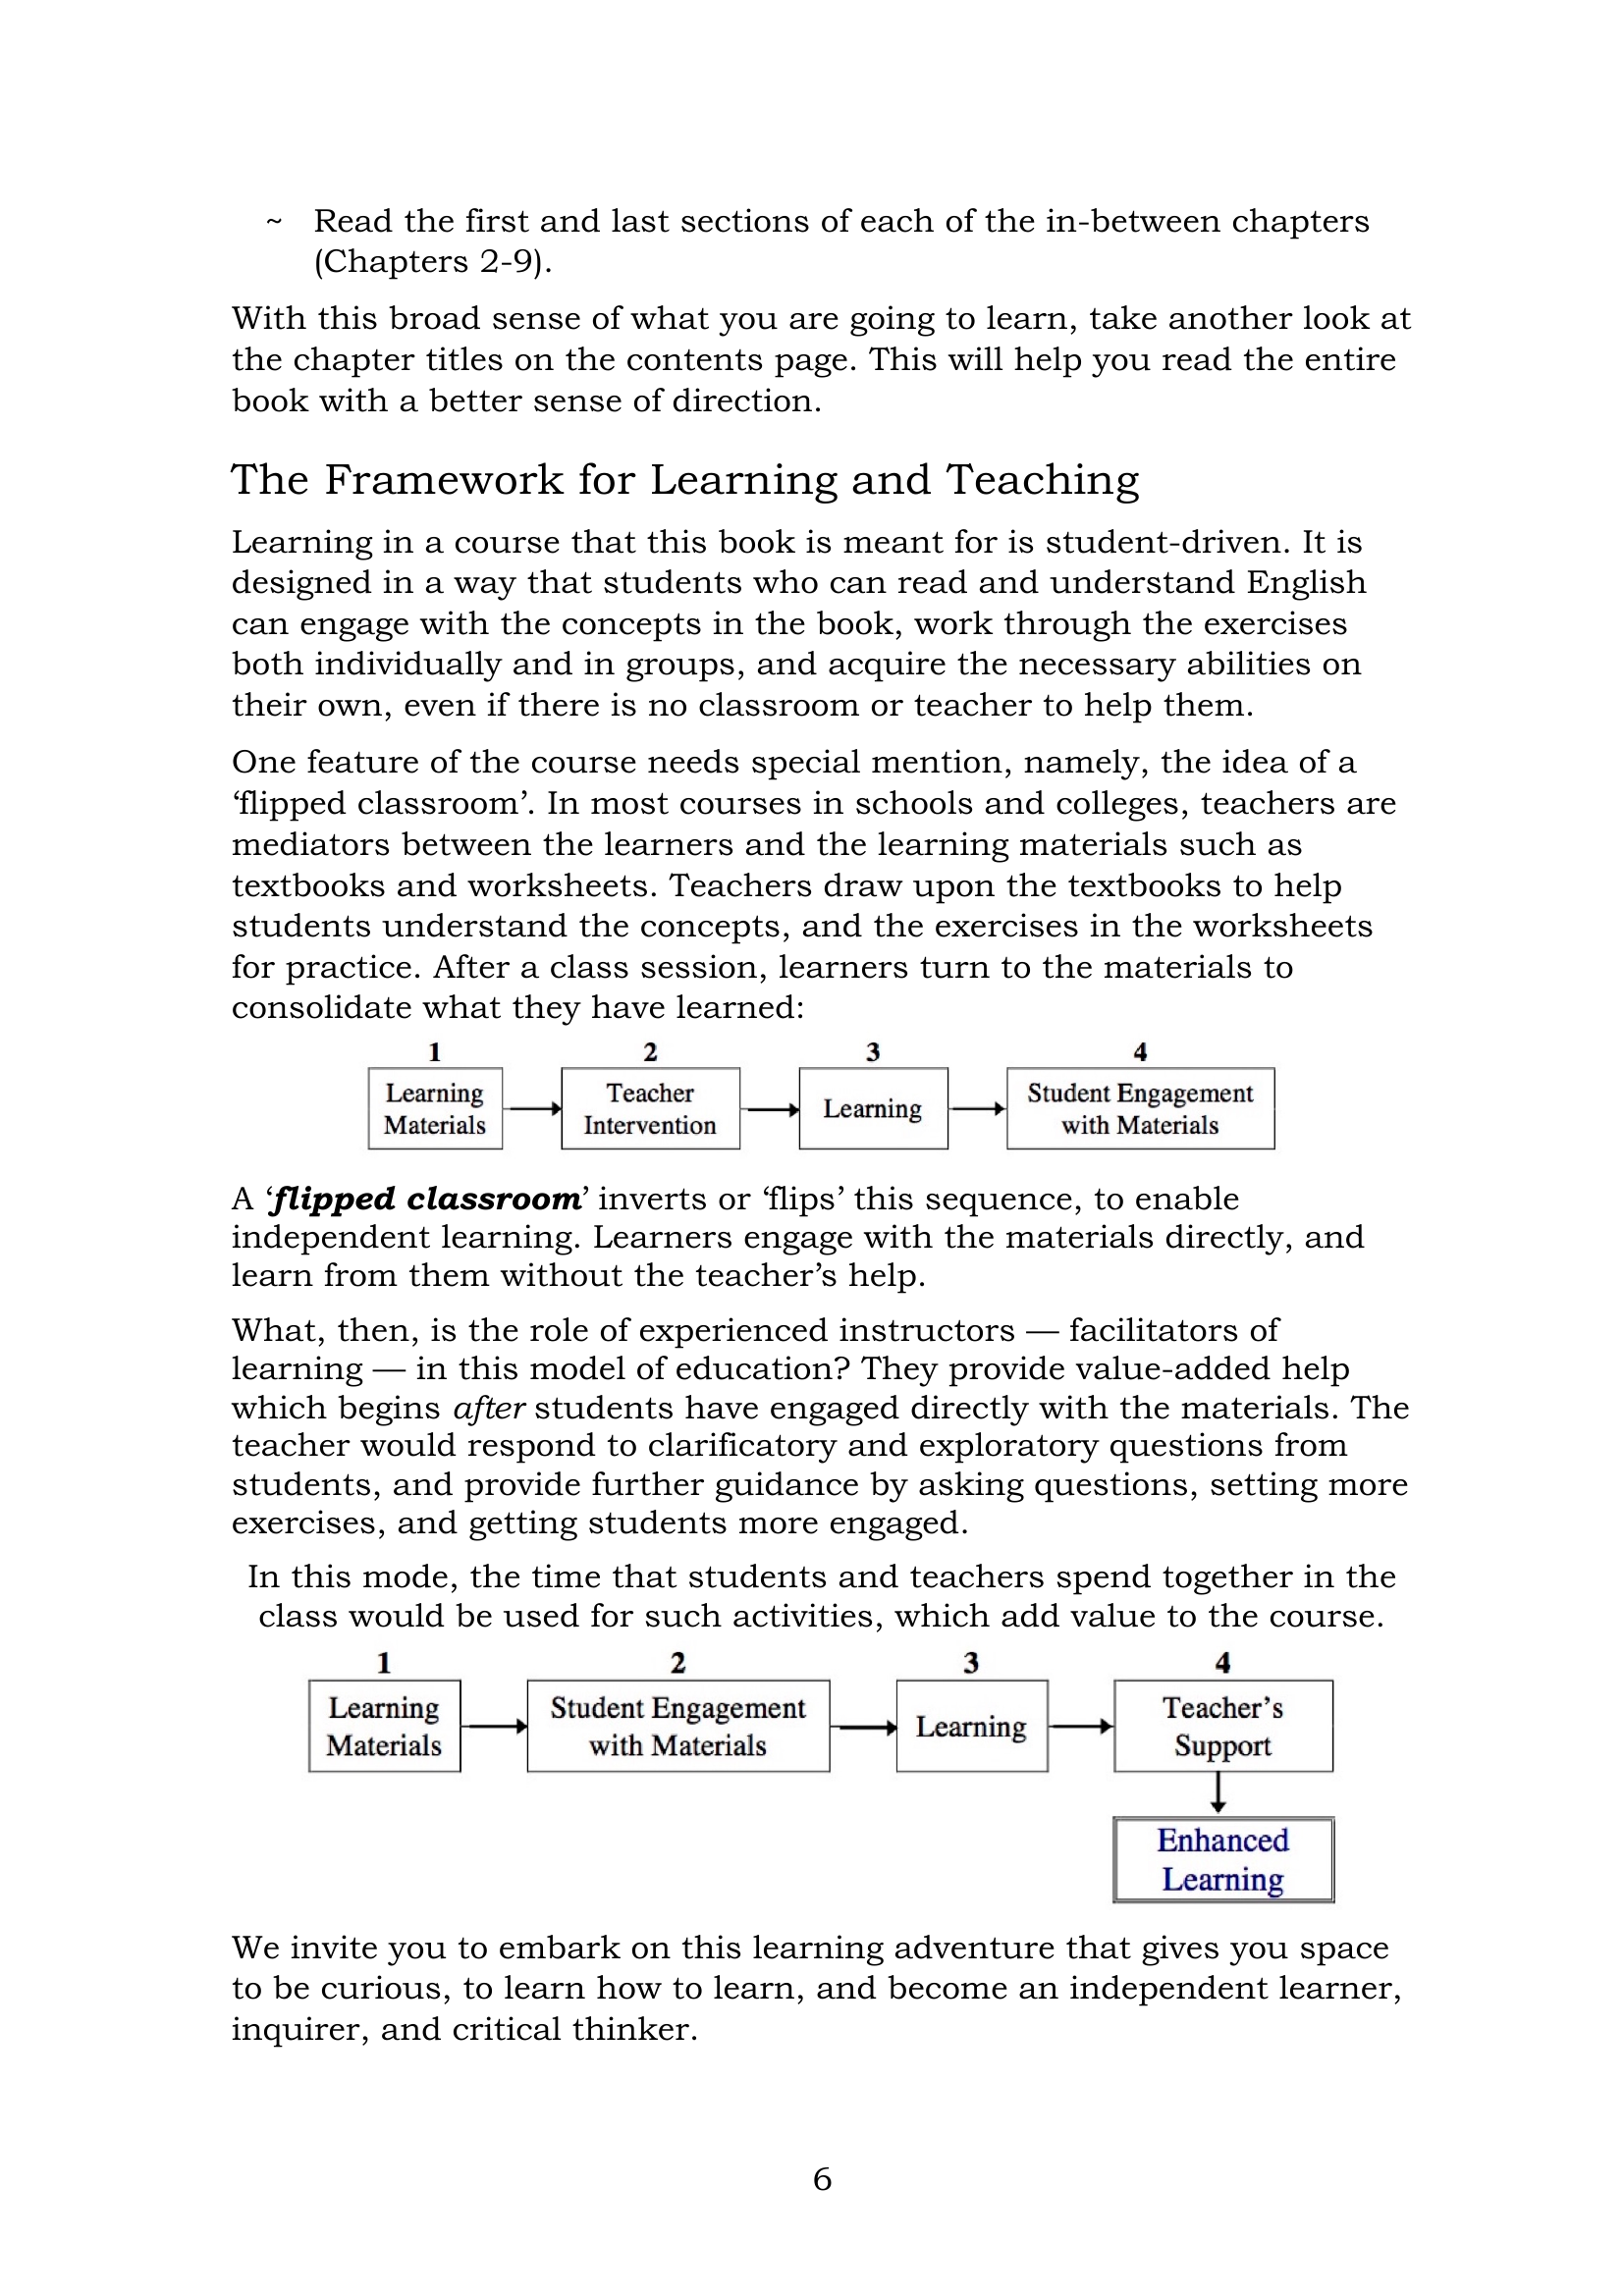 ~ Read the first and last sections of each of the in-between chapters
(Chapters 2-9).
With this broad sense of what you are going to learn, take another look at
the chapter titles on the contents page. This will help you read the entire
book with a better sense of direction.
The Framework for Learning and Teaching
Learning in a course that this book is meant for is student-driven. It is
designed in a way that students who can read and understand English
can engage with the concepts in the book, work through the exercises
both individually and in groups, and acquire the necessary abilities on
their own, even if there is no classroom or teacher to help them.
One feature of the course needs special mention, namely, the idea of a
‘flipped classroom’. In most courses in schools and colleges, teachers are
mediators between the learners and the learning materials such as
textbooks and worksheets. Teachers draw upon the textbooks to help
students understand the concepts, and the exercises in the worksheets
for practice. After a class session, learners turn to the materials to
consolidate what they have learned:
1 2 3 4
Learning Materials
Teacher Intervention
Learning
Student Engagement with Materials
A ‘flipped classroom’ inverts or ‘flips’ this sequence, to enable
independent learning. Learners engage with the materials directly, and
learn from them without the teacher’s help.
What, then, is the role of experienced instructors — facilitators of
learning — in this model of education? They provide value-added help
which begins after students have engaged directly with the materials. The
teacher would respond to clarificatory and exploratory questions from
students, and provide further guidance by asking questions, setting more
exercises, and getting students more engaged.
In this mode, the time that students and teachers spend together in the
class would be used for such activities, which add value to the course.
1 2 3 4
Learning Materials
Student Engagement with Materials
Learning
Teacher’s Support
Enhanced Learning
We invite you to embark on this learning adventure that gives you space
to be curious, to learn how to learn, and become an independent learner,
inquirer, and critical thinker.
6